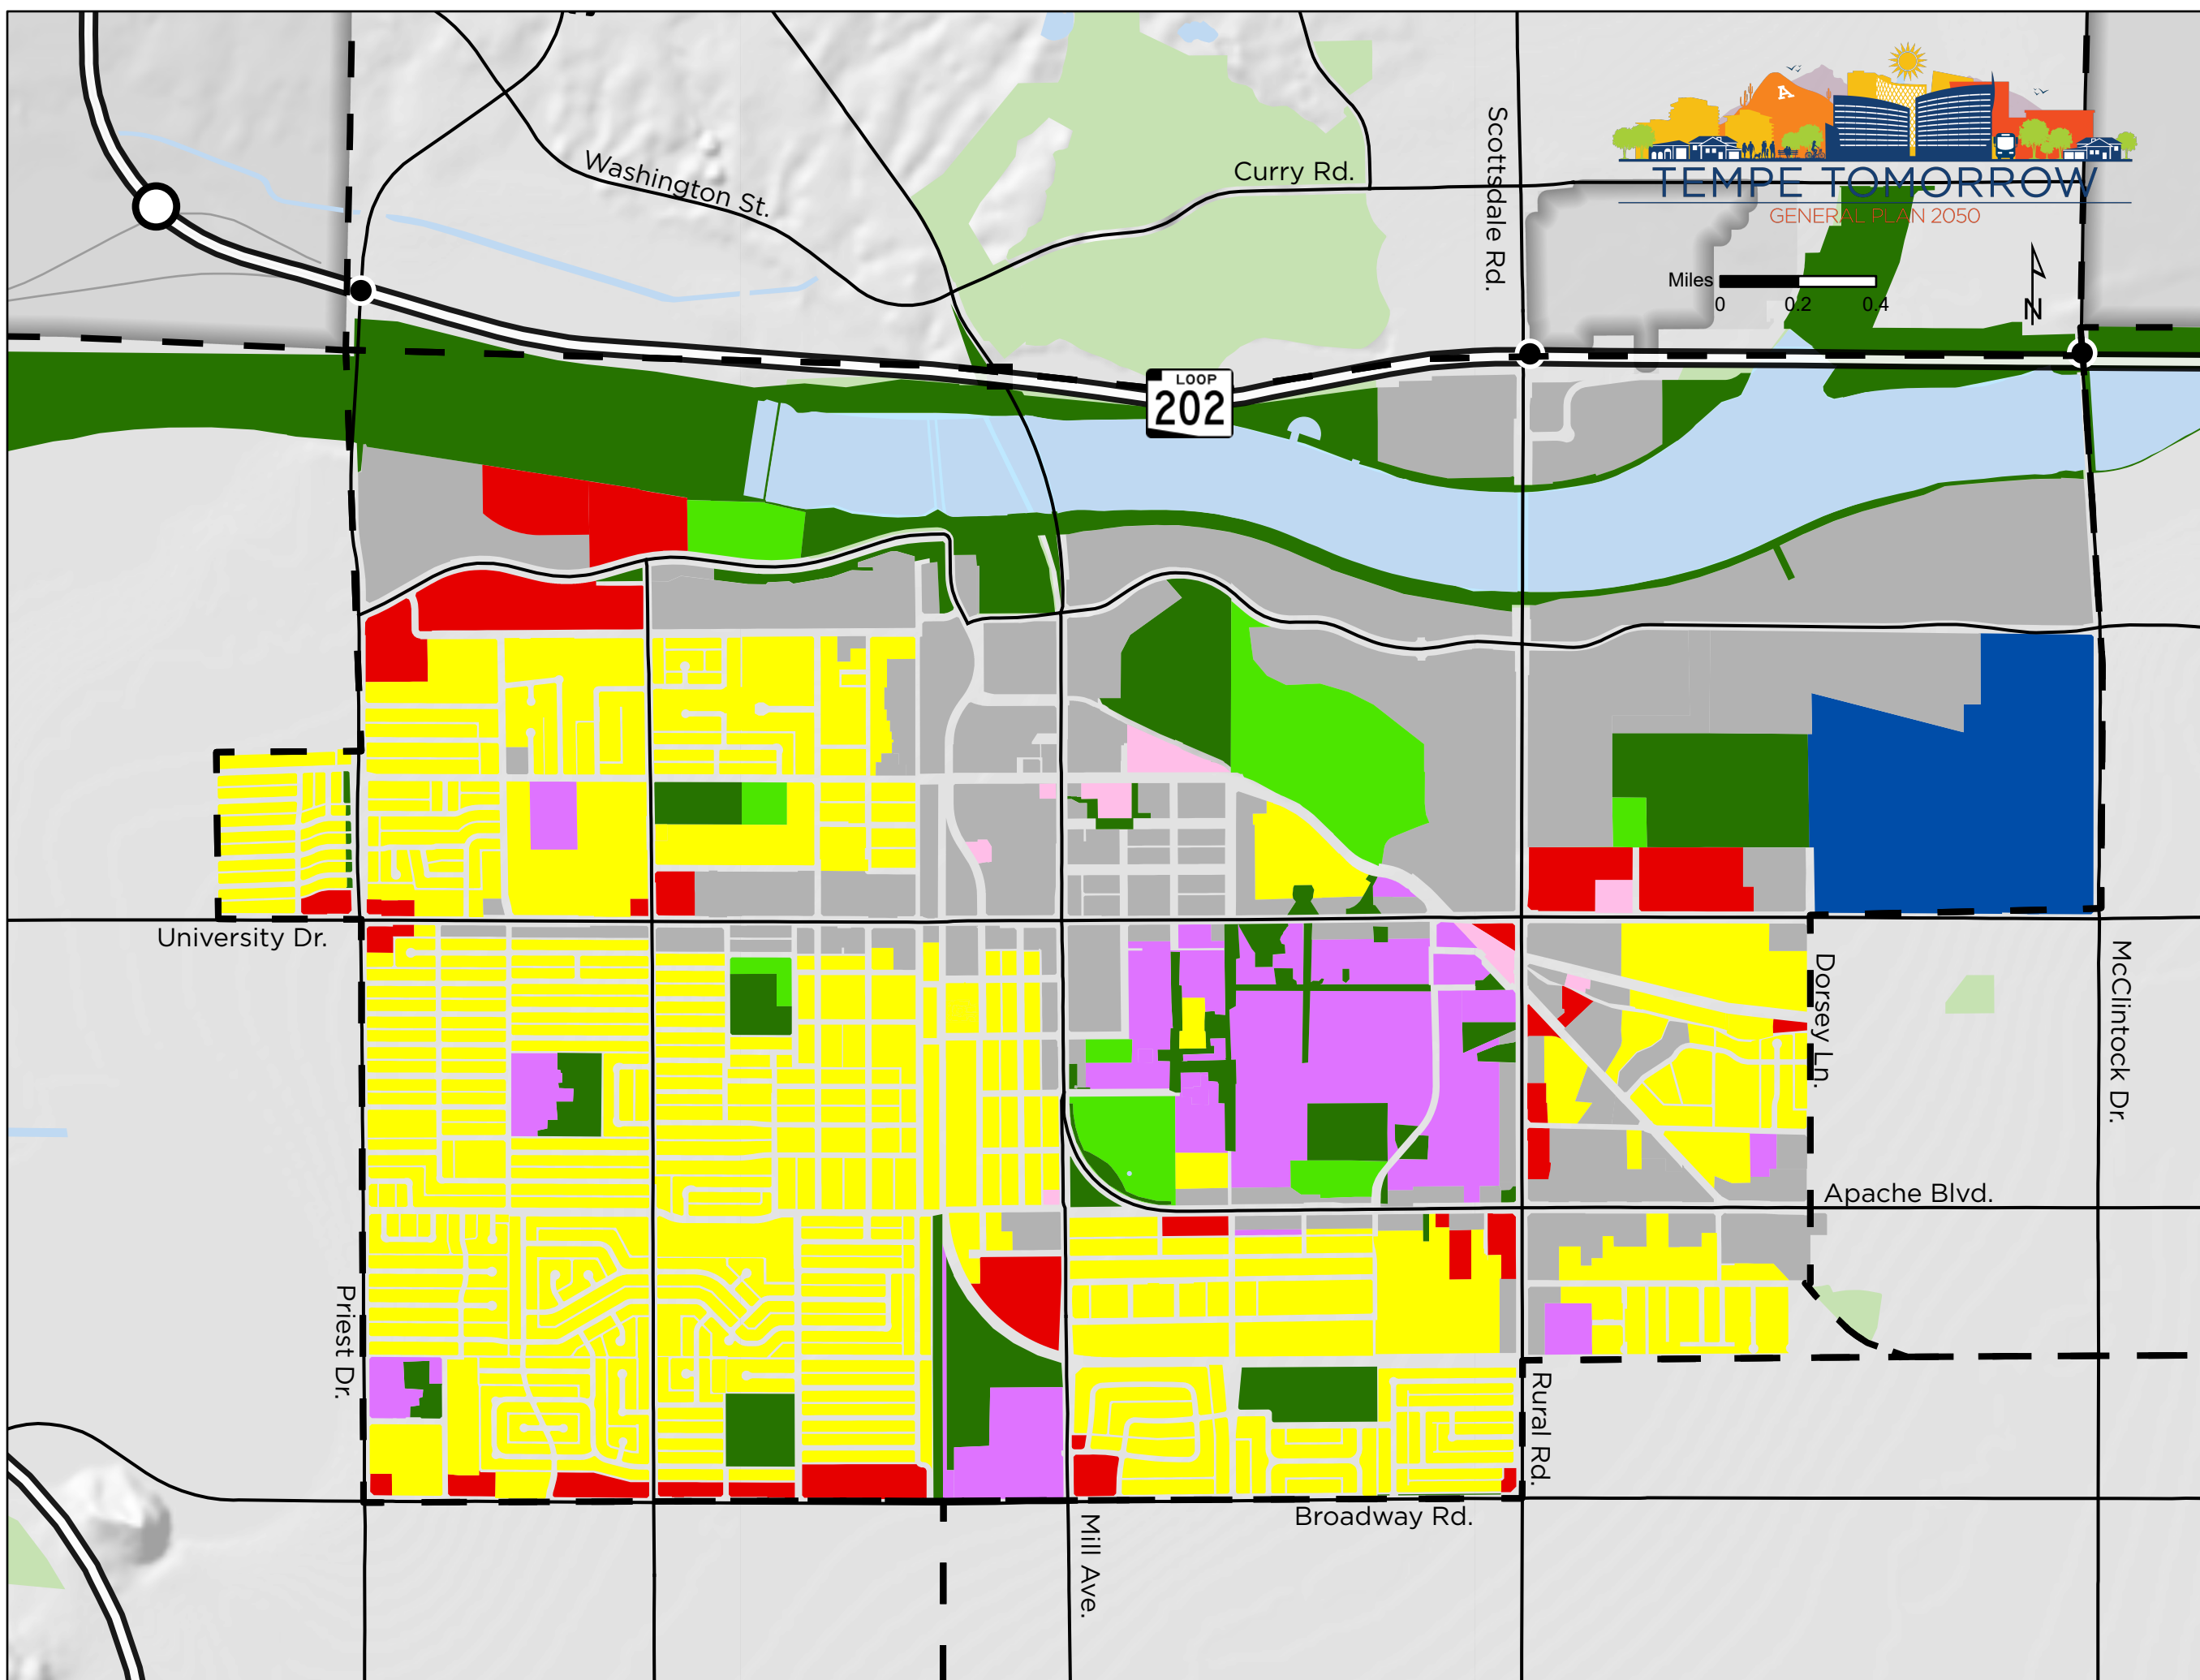 A
TEMPE TOMORROW
GENERAL PLAN 2050
Washington St.
Curry Rd.
Scottsdale Rd.
Miles
0 0.2 0.4
N
LOOP
202
University Dr.
Dorsey Ln.
McClintock Dr.
Apache Blvd.
Priest Dr.
Rural Rd.
Broadway Rd.
Mill Ave.